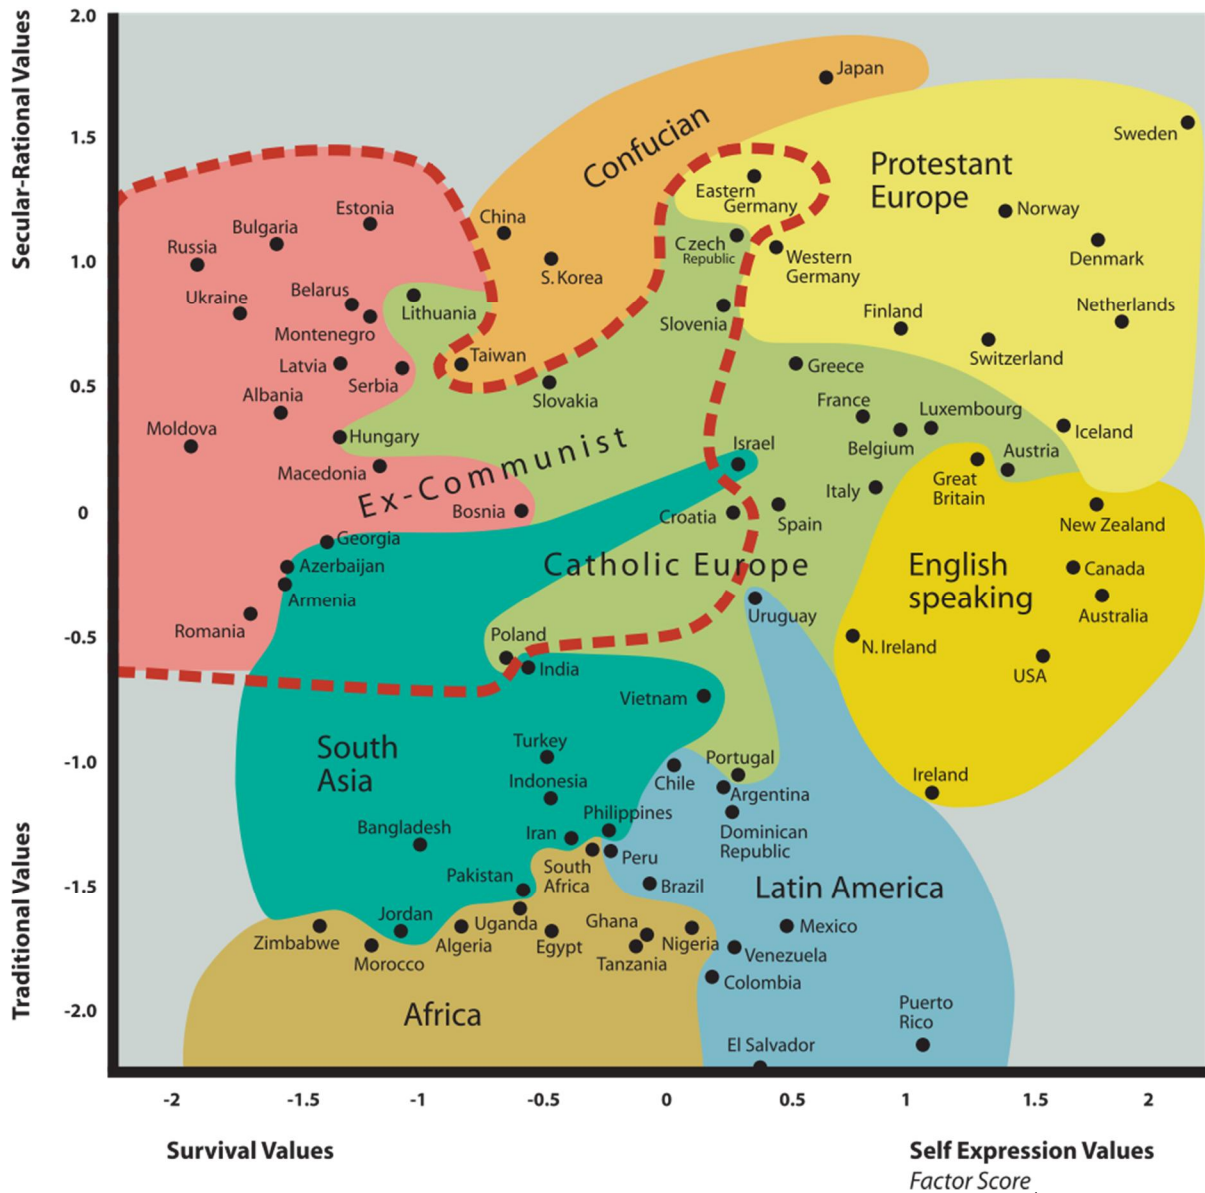 2.0
Secular-Rational Values
Japan
1.5
Confucian
Sweden
Protestant
Europe
Eastern
Germany
Estonia
China
Norway
Bulgaria
Russia
Czech
Republic
Denmark
1.0
S. Korea
Western
Germany
Belarus
Ukraine
Lithuania
Netherlands
Finland
Slovenia
Montenegro
Taiwan
Switzerland
Latvia
Greece
0.5
Serbia
Albania
Slovakia
France
Luxembourg
Moldova
Hungary
Iceland
Ex-Communist
Israel
Belgium
Austria
Macedonia
Great
Britain
Italy
0
Bosnia
Croatia
Spain
New Zealand
Georgia
Azerbaijan
Catholic Europe
English
speaking
Canada
Armenia
Uruguay
Australia
Romania
-0.5
Poland
N. Ireland
India
USA
Vietnam
South
Asia
Turkey
-1.0
Portugal
Chile
Ireland
Indonesia
Argentina
Philippines
Bangladesh
Iran
Dominican
Republic
South
Africa
Peru
Pakistan
-1.5
Brazil
Latin America
Jordan
Uganda
Ghana
Mexico
Zimbabwe
Algeria
Egypt
Nigeria
Morocco
Tanzania
Venezuela
Colombia
Traditional Values
-2.0
Africa
Puerto
Rico
El Salvador
-2
-1.5
-1
-0.5
0
0.5
1
1.5
2
Survival Values
Self Expression Values
Factor Score